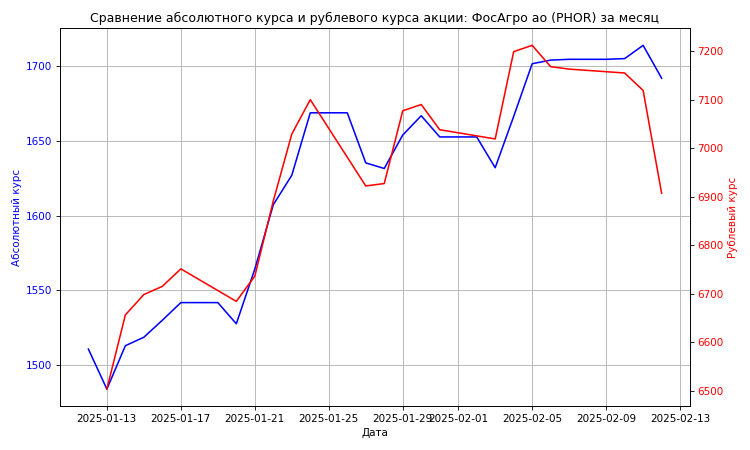 Сравнение абсолютного курса и рублевого курса акции: ФосАгро ао (PHOR) за месяц
1700
1650
1600
1550
1500
Абсолютный курс
7200
7100
7000
6900
6800
6700
6600
6500
Рублевый курс
2025-01-13 2025-01-17 2025-01-21 2025-01-25 2025-01-29 2025-02-01 2025-02-05 2025-02-09 2025-02-13
Дата